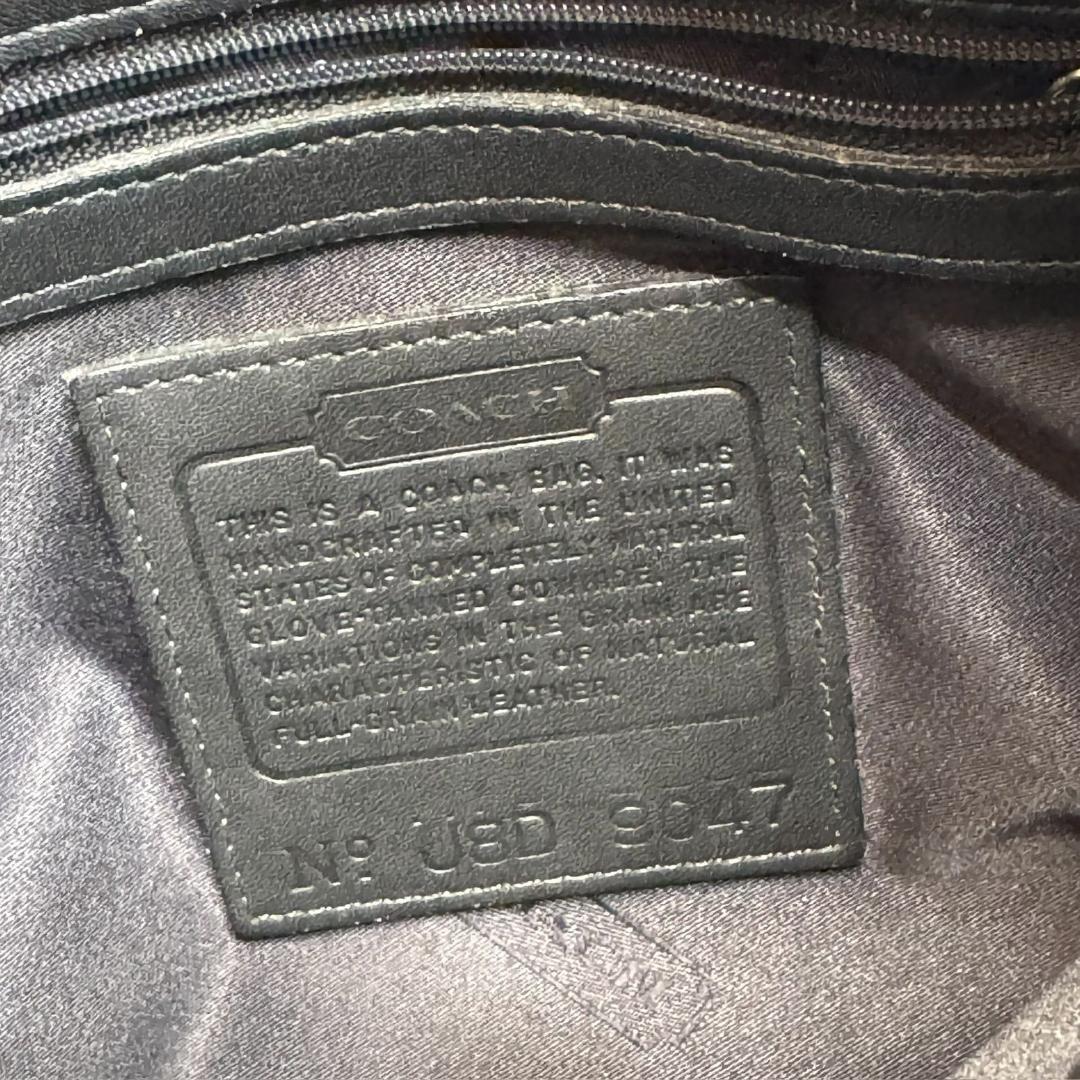 COACH
THIS IS A COACH BAG. IT WAS
HANDCRAFTED IN THE UNITED
STATES OF COMPLETELY NATURAL
GLOVE-TANNED COWHIDE. THE
VARIATIONS IN THE GRAIN ARE
CHARACTERISTIC OF NATURAL
FULL-GRAIN LEATHER.
Nº USD 9047